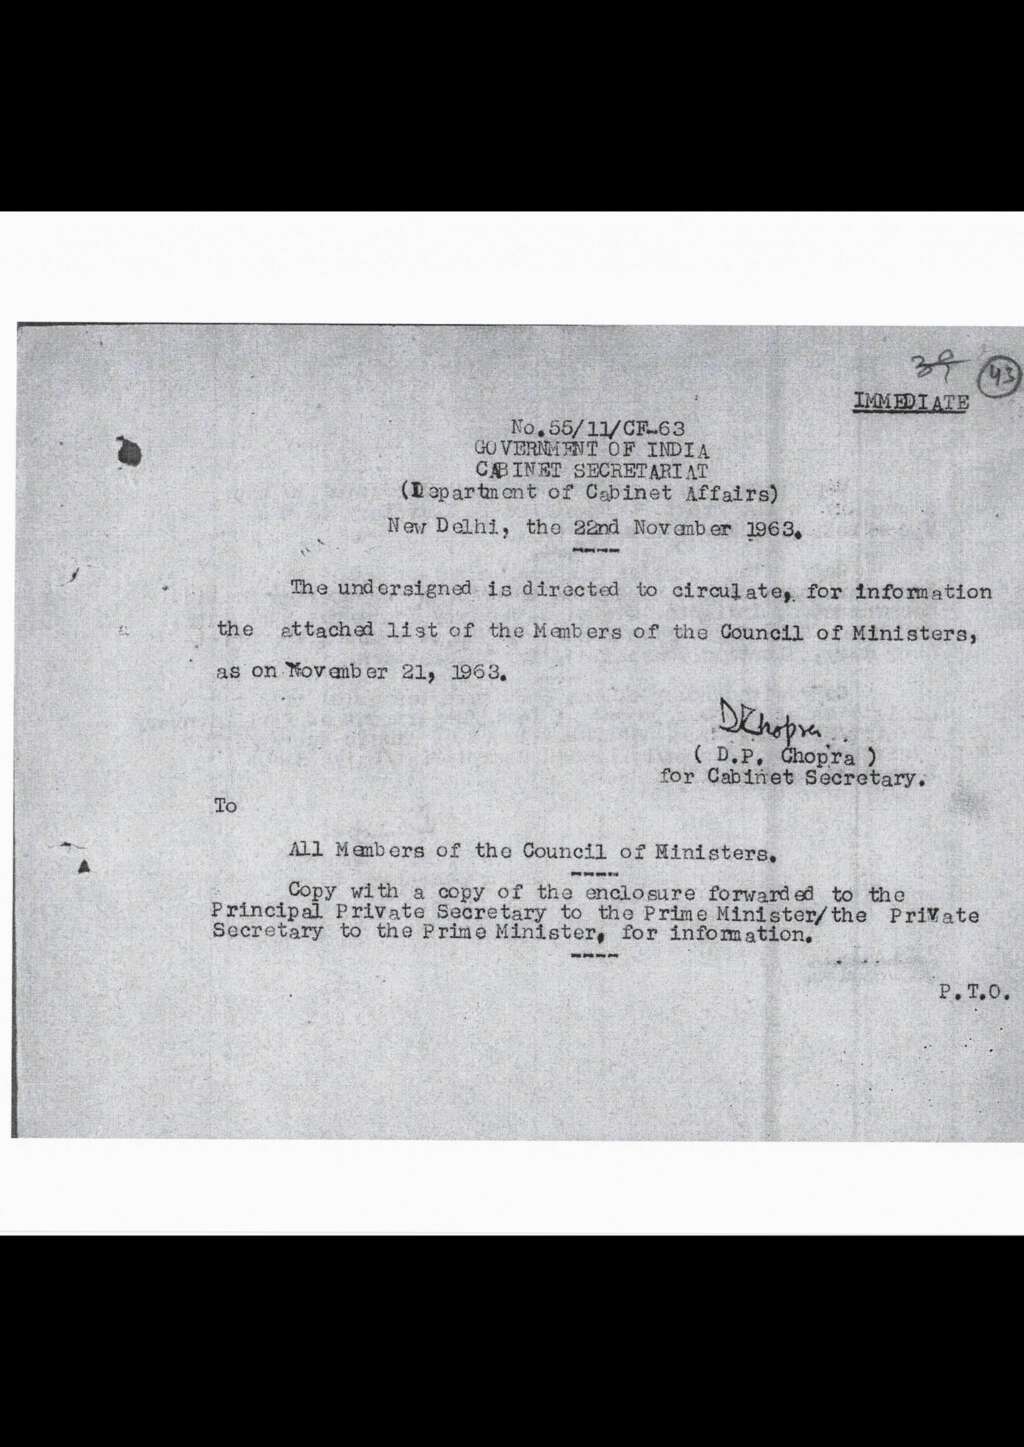 39 43
IMMEDIATE
No.55/11/CF-63
GOVERNMENT OF INDIA
CABINET SECRETARIAT
(Department of Cabinet Affairs)
New Delhi, the 22nd November 1963.
The undersigned is directed to circulate, for information
the attached list of the Members of the Council of Ministers,
as on November 21, 1963.
DPChopra
( D.P. Chopra )
for Cabinet Secretary.
To
All Members of the Council of Ministers.
Copy with a copy of the enclosure forwarded to the
Principal Private Secretary to the Prime Minister/the Private
Secretary to the Prime Minister, for information.
P.T.O.